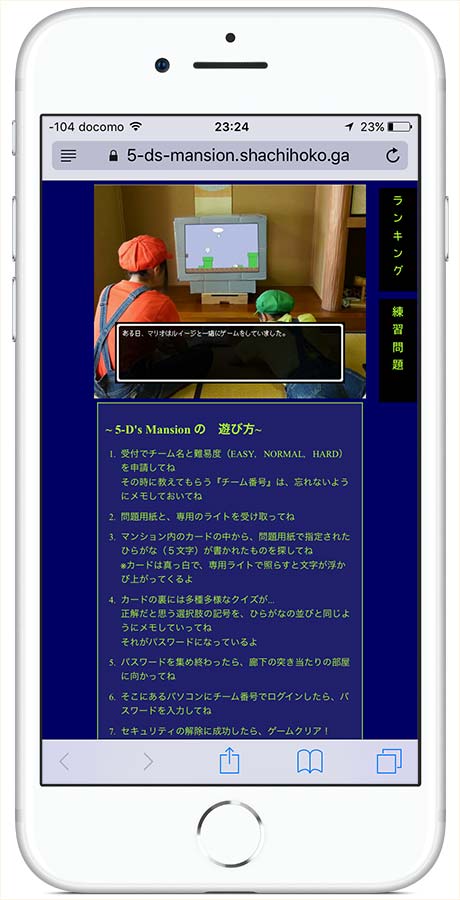 -104 docomo 23:24 23%
5-ds-mansion.shachihoko.ga
ランキング
練習問題
ある日、マリオはルイージと一緒にゲームをしていました。
~ 5-D's Mansion の　遊び方~
1. 受付でチーム名と難易度（EASY，NORMAL，HARD）
を申請してね
その時に教えてもらう『チーム番号』は、忘れないよう
にメモしておいてね
2. 問題用紙と、専用のライトを受け取ってね
3. マンション内のカードの中から、問題用紙で指定された
ひらがな（５文字）が書かれたものを探してね
※カードは真っ白で、専用ライトで照らすと文字が浮か
び上がってくるよ
4. カードの裏には多種多様なクイズが...
正解だと思う選択肢の記号を、ひらがなの並びと同じよ
うにメモしていってね
それがパスワードになっているよ
5. パスワードを集め終わったら、廊下の突き当たりの部屋
に向かってね
6. そこにあるパソコンにチーム番号でログインしたら、パ
スワードを入力してね
7. セキュリティの解除に成功したら、ゲームクリア！